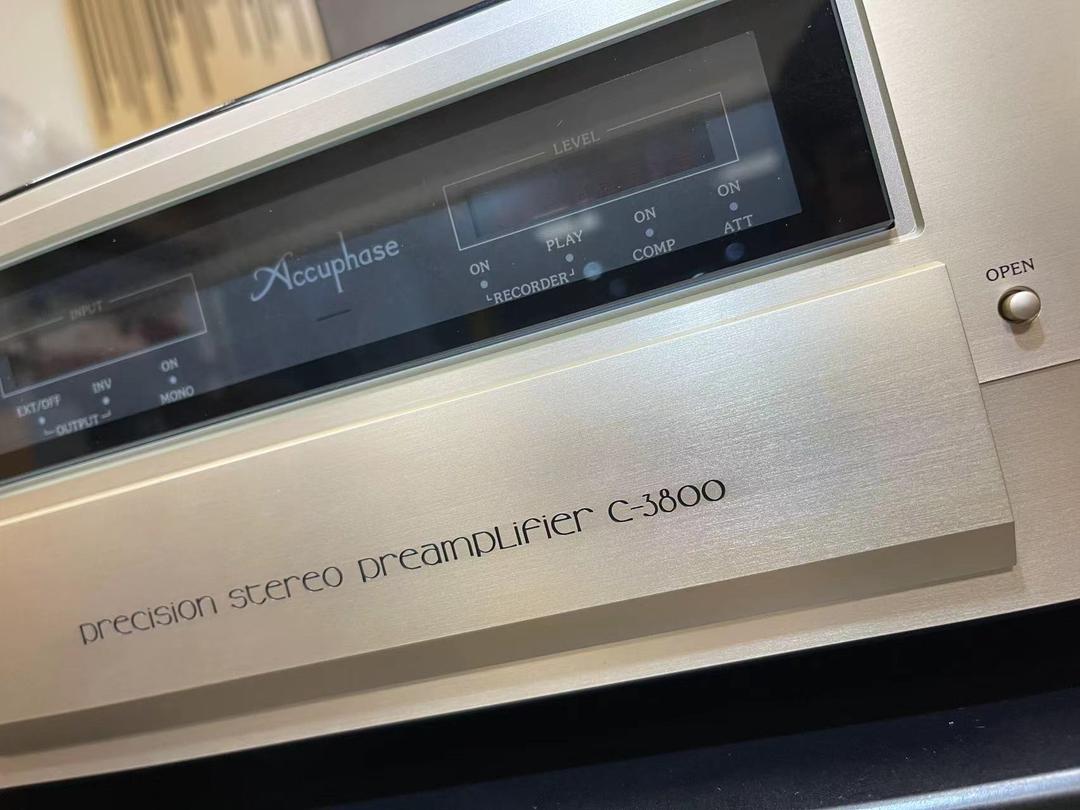 LEVEL
Accuphase
INPUT
ON
PLAY
ON
ON
RECORDER
COMP
ATT
EXT/OFF
INV
ON
OUTPUT
MONO
OPEN
precision stereo preamplifier C-3800